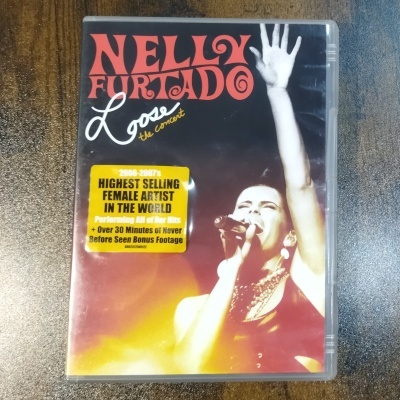 NELLY
FURTADO
Loose
the concert
2006-2007's
HIGHEST SELLING
FEMALE ARTIST
IN THE WORLD
Performing All of Her Hits
+ Over 30 Minutes of Never
Before Seen Bonus Footage